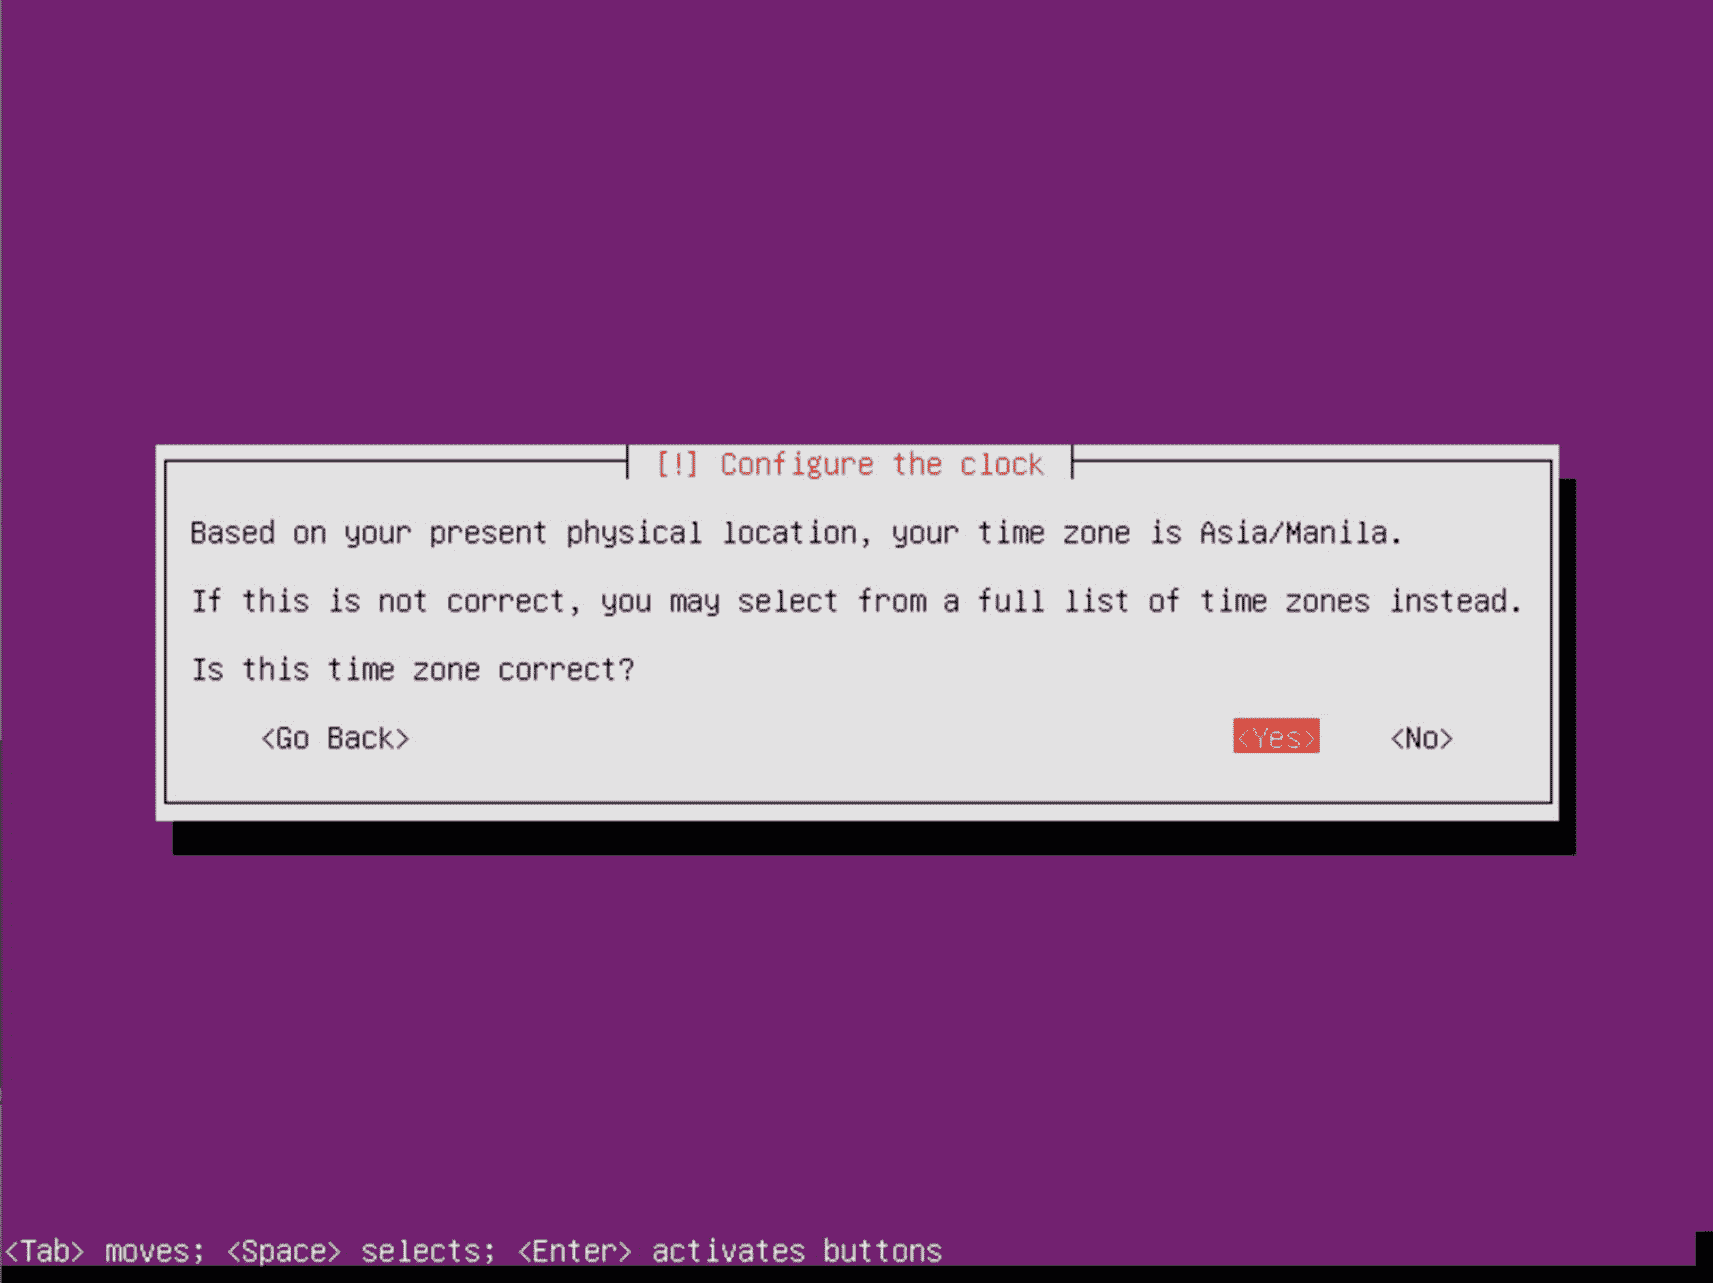 [!] Configure the clock
Based on your present physical location, your time zone is Asia/Manila.
If this is not correct, you may select from a full list of time zones instead.
Is this time zone correct?
<Go Back> <Yes> <No>
<Tab> moves; <Space> selects; <Enter> activates buttons